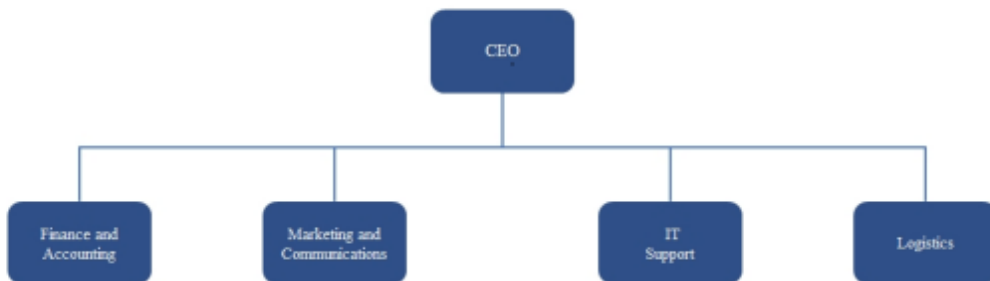 CEO
Finance and
Accounting
Marketing and
Communications
IT
Support
Logistics